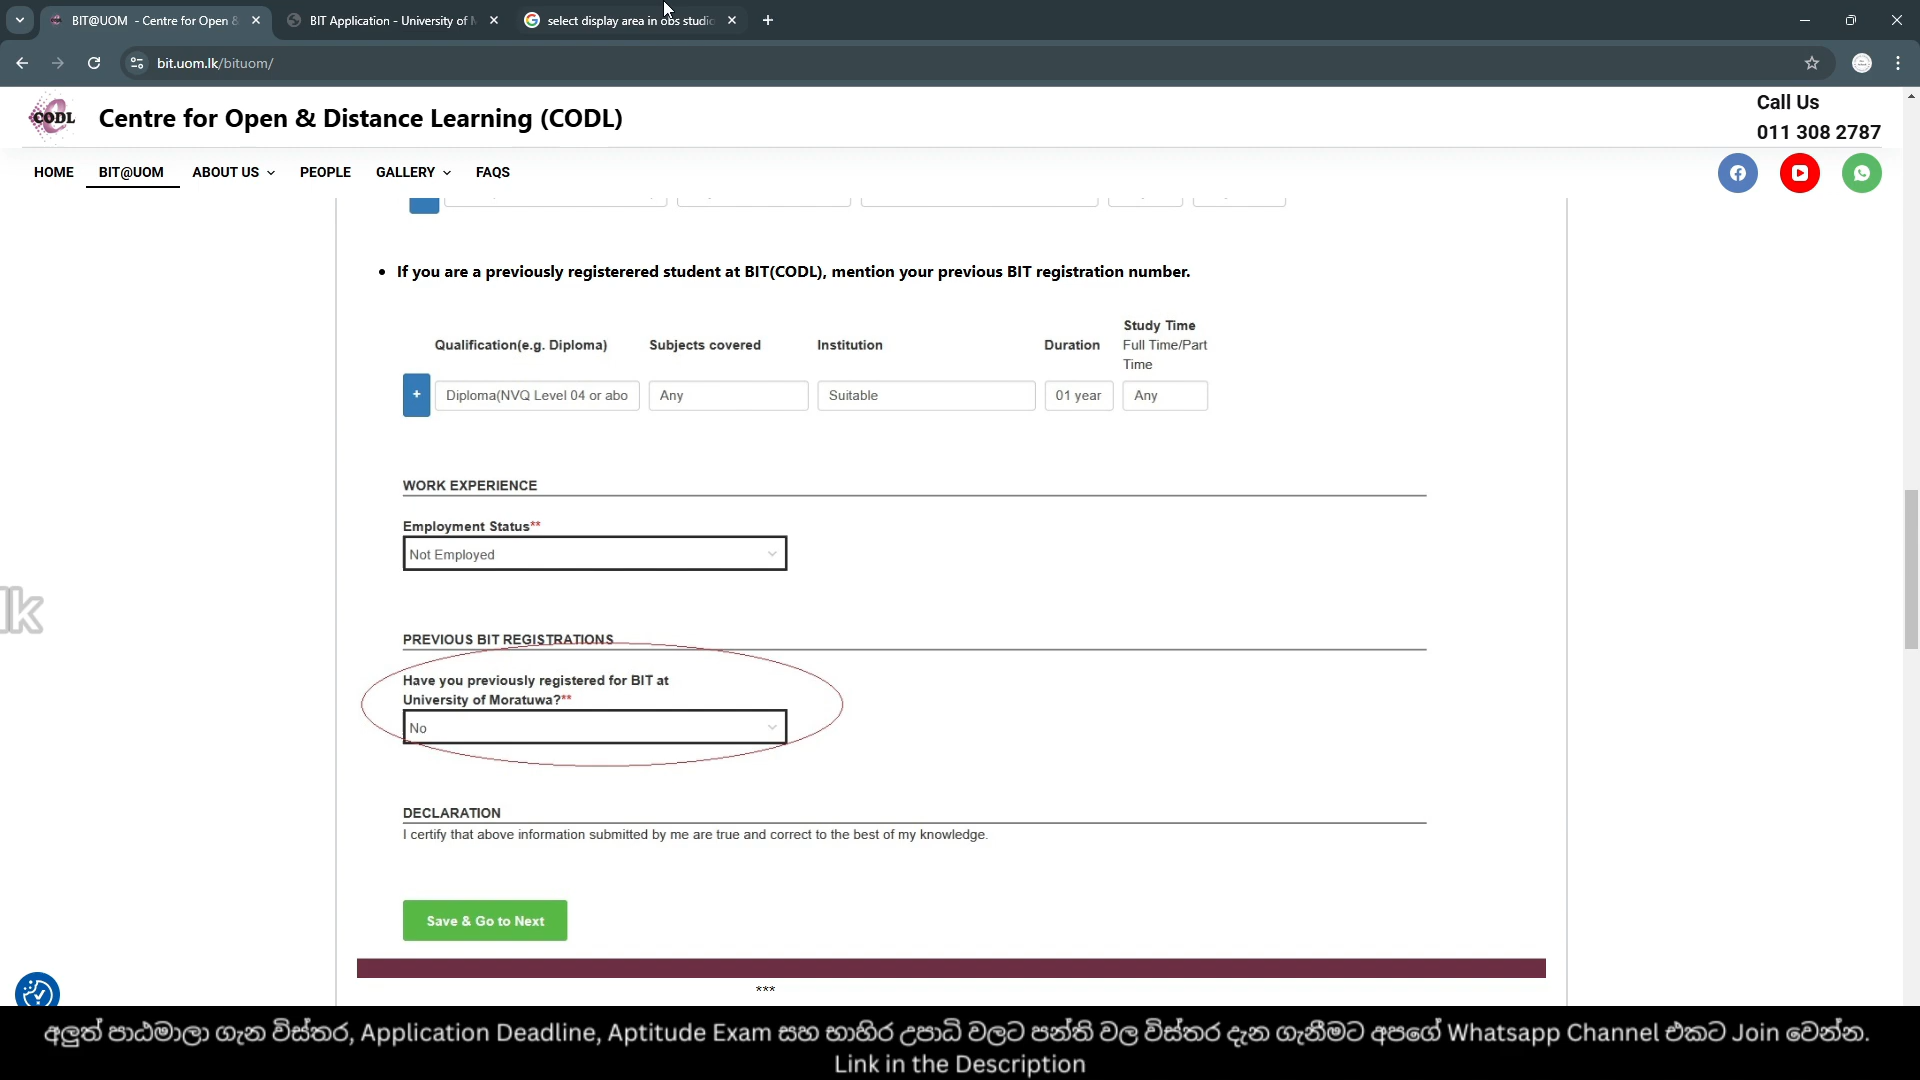 BIT@UOM - Centre for Open &
BIT Application - University of
select display area in obs studio
bit.uom.lk/bituom/
CODL
Centre for Open & Distance Learning (CODL)
Call Us
011 308 2787
HOME
BIT@UOM
ABOUT US
PEOPLE
GALLERY
FAQS
If you are a previously registerered student at BIT(CODL), mention your previous BIT registration number.
Study Time
Qualification(e.g. Diploma) Subjects covered Institution Duration Full Time/Part
Time
+ Diploma(NVQ Level 04 or abo Any Suitable 01 year Any
WORK EXPERIENCE
Employment Status**
Not Employed
lk
PREVIOUS BIT REGISTRATIONS
Have you previously registered for BIT at
University of Moratuwa?**
No
DECLARATION
I certify that above information submitted by me are true and correct to the best of my knowledge.
Save & Go to Next
***
අලුත් පාඨමාලා ගැන විස්තර, Application Deadline, Aptitude Exam සහ භාහිර උපාධි වලට පන්ති වල විස්තර දැන ගැනීමට අපගේ Whatsapp Channel එකට Join වෙන්න.
Link in the Description